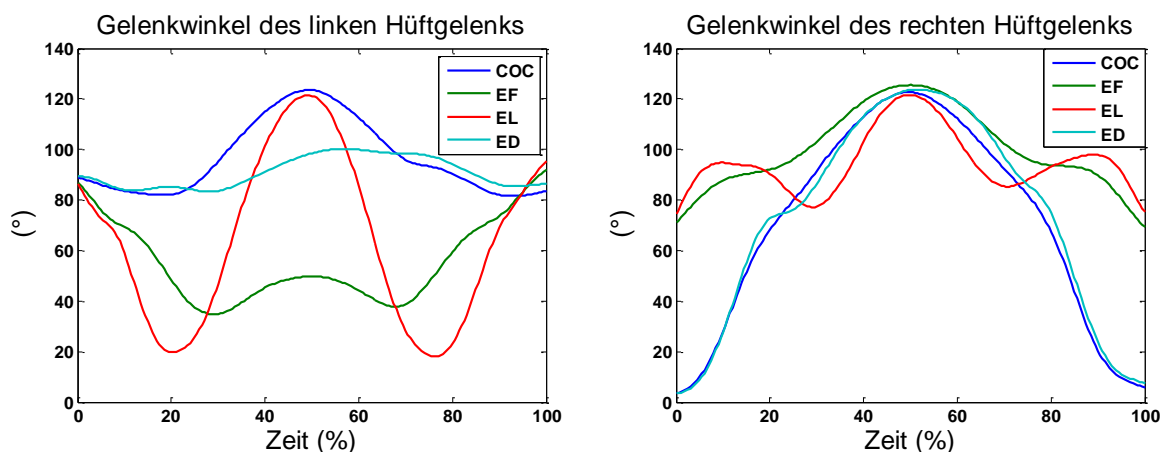 Gelenkwinkel des linken Hüftgelenks
140
120
100
80
60
40
20
0
(°)
COC
EF
EL
ED
0 20 40 60 80 100
Zeit (%)
Gelenkwinkel des rechten Hüftgelenks
140
120
100
80
60
40
20
0
(°)
COC
EF
EL
ED
0 20 40 60 80 100
Zeit (%)